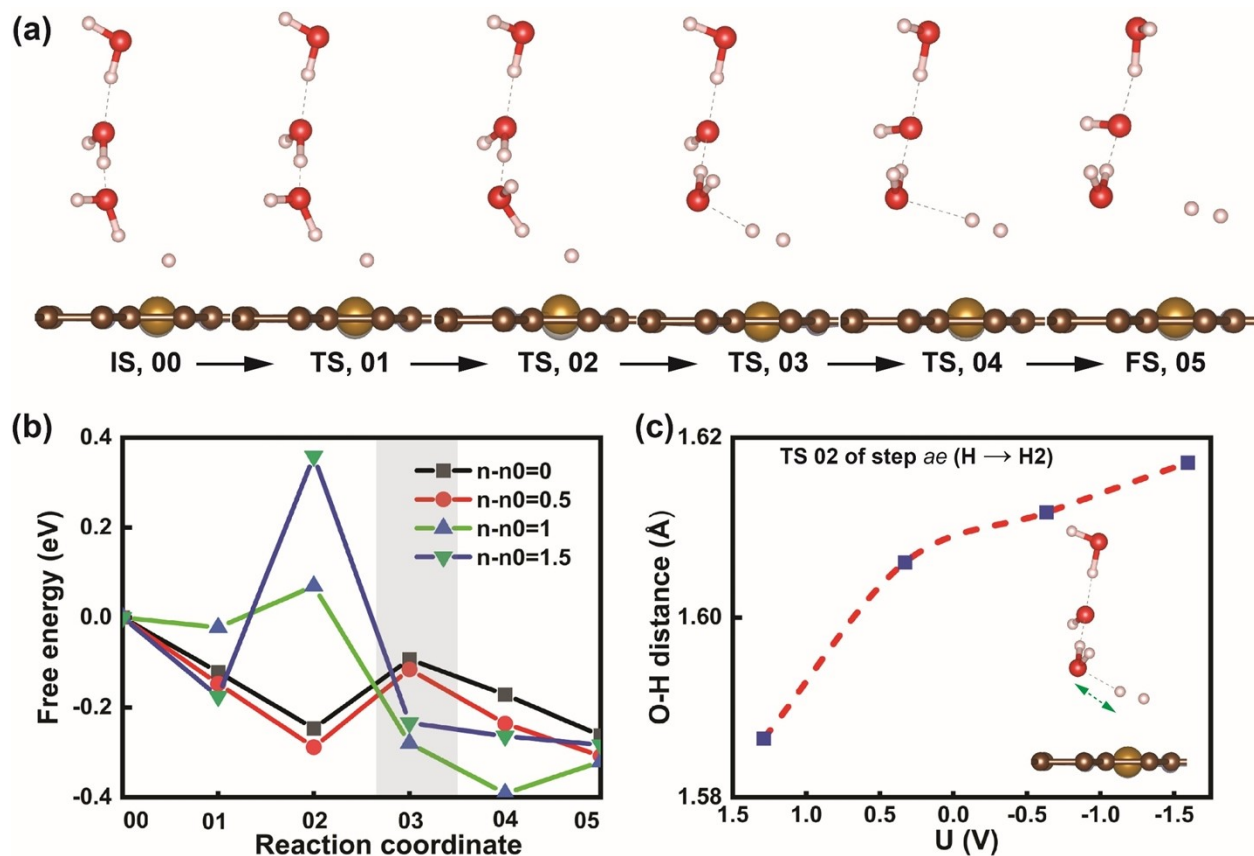 (a)
IS, 00 → TS, 01 → TS, 02 → TS, 03 → TS, 04 → FS, 05
(b)
Free energy (eV)
0.4
0.2
0.0
-0.2
-0.4
n-n0=0
n-n0=0.5
n-n0=1
n-n0=1.5
00 01 02 03 04 05
Reaction coordinate
(c)
O-H distance (Å)
1.62
1.60
1.58
TS 02 of step ae (H → H2)
1.5 1.0 0.5 0.0 -0.5 -1.0 -1.5
U (V)